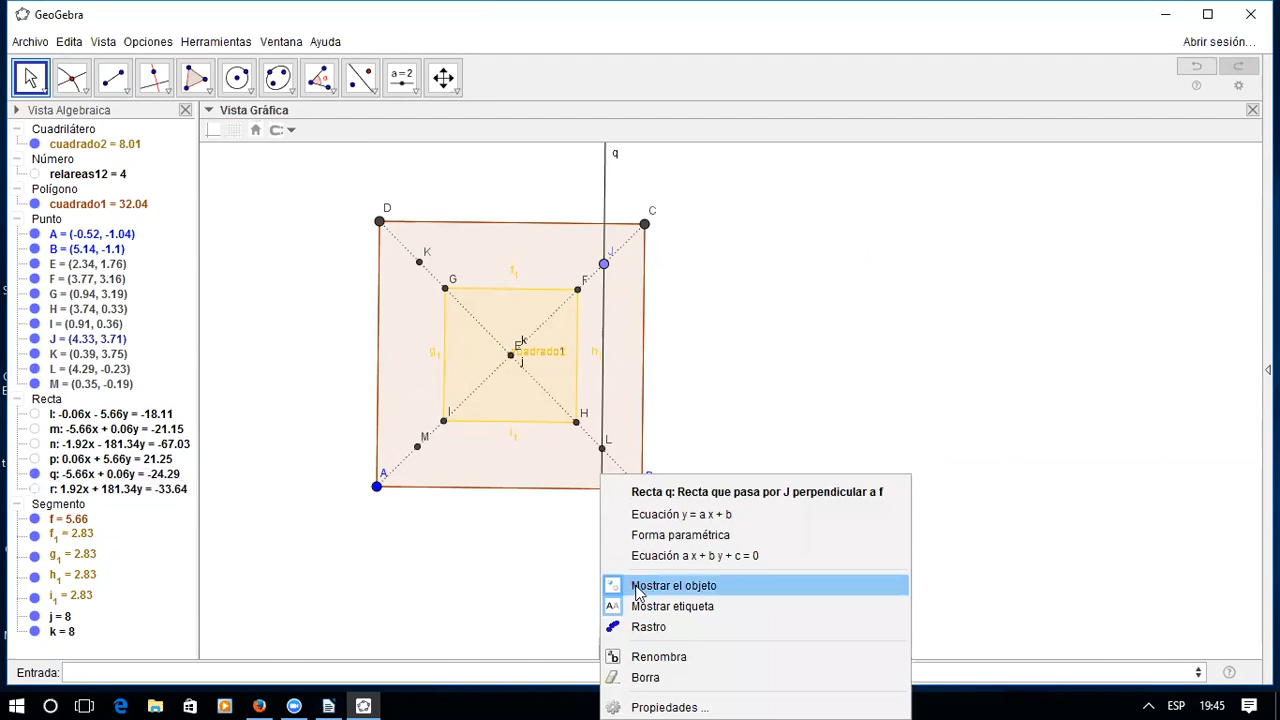 GeoGebra
Archivo Edita Vista Opciones Herramientas Ventana Ayuda
Abrir sesión...
a=2
Vista Algebraica
Vista Gráfica
Cuadrilátero
cuadrado2 = 8.01
Número
relareas12 = 4
Polígono
cuadrado1 = 32.04
Punto
A = (-0.52, -1.04)
B = (5.14, -1.1)
E = (2.34, 1.76)
F = (3.77, 3.16)
G = (0.94, 3.19)
H = (3.74, 0.33)
I = (0.91, 0.36)
J = (4.33, 3.71)
K = (0.39, 3.75)
L = (4.29, -0.23)
M = (0.35, -0.19)
Recta
l: -0.06x - 5.66y = -18.11
m: -5.66x + 0.06y = -21.15
n: -1.92x - 181.34y = -67.03
p: 0.06x + 5.66y = 21.25
q: -5.66x + 0.06y = -24.29
r: 1.92x + 181.34y = -33.64
Segmento
f = 5.66
f1 = 2.83
g1 = 2.83
h1 = 2.83
i1 = 2.83
j = 8
k = 8
q
D
C
K
J
G
f1
F
g1
E
k
cuadrado1
h1
j
I
H
i1
M
L
A
Recta q: Recta que pasa por J perpendicular a f
Ecuación y = a x + b
Forma paramétrica
Ecuación a x + b y + c = 0
Mostrar el objeto
AA Mostrar etiqueta
Rastro
Renombra
Borra
Propiedades ...
Entrada:
ESP 19:45